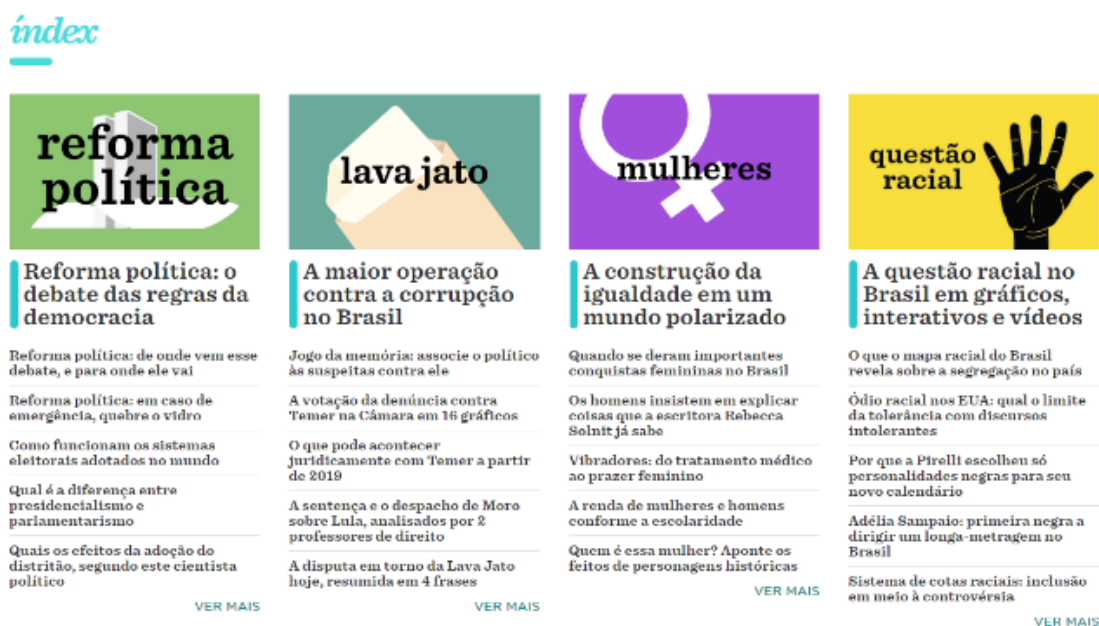 índex
reforma
política
Reforma política: o
debate das regras da
democracia
Reforma política: de onde vem esse
debate, e para onde ele vai
Reforma política: em caso de
emergência, quebre o vidro
Como funcionam os sistemas
eleitorais adotados no mundo
Qual é a diferença entre
presidencialismo e
parlamentarismo
Quais os efeitos da adoção do
distritão, segundo este cientista
político
VER MAIS
lava jato
A maior operação
contra a corrupção
no Brasil
Jogo da memória: associe o político
às suspeitas contra ele
A votação da denúncia contra
Temer na Câmara em 16 gráficos
O que pode acontecer
juridicamente com Temer a partir
de 2019
A sentença e o despacho de Moro
sobre Lula, analisados por 2
professores de direito
A disputa em torno da Lava Jato
hoje, resumida em 4 frases
VER MAIS
mulheres
A construção da
igualdade em um
mundo polarizado
Quando se deram importantes
conquistas femininas no Brasil
Os homens insistem em explicar
coisas que a escritora Rebecca
Solnit já sabe
Vibradores: do tratamento médico
ao prazer feminino
A renda de mulheres e homens
conforme a escolaridade
Quem é essa mulher? Aponte os
feitos de personagens históricas
VER MAIS
questão
racial
A questão racial no
Brasil em gráficos,
interativos e vídeos
O que o mapa racial do Brasil
revela sobre a segregação no país
Ódio racial nos EUA: qual o limite
da tolerância com discursos
intolerantes
Por que a Pirelli escolheu só
personalidades negras para seu
novo calendário
Adélia Sampaio: primeira negra a
dirigir um longa-metragem no
Brasil
Sistema de cotas raciais: inclusão
em meio à controvérsia
VER MAIS